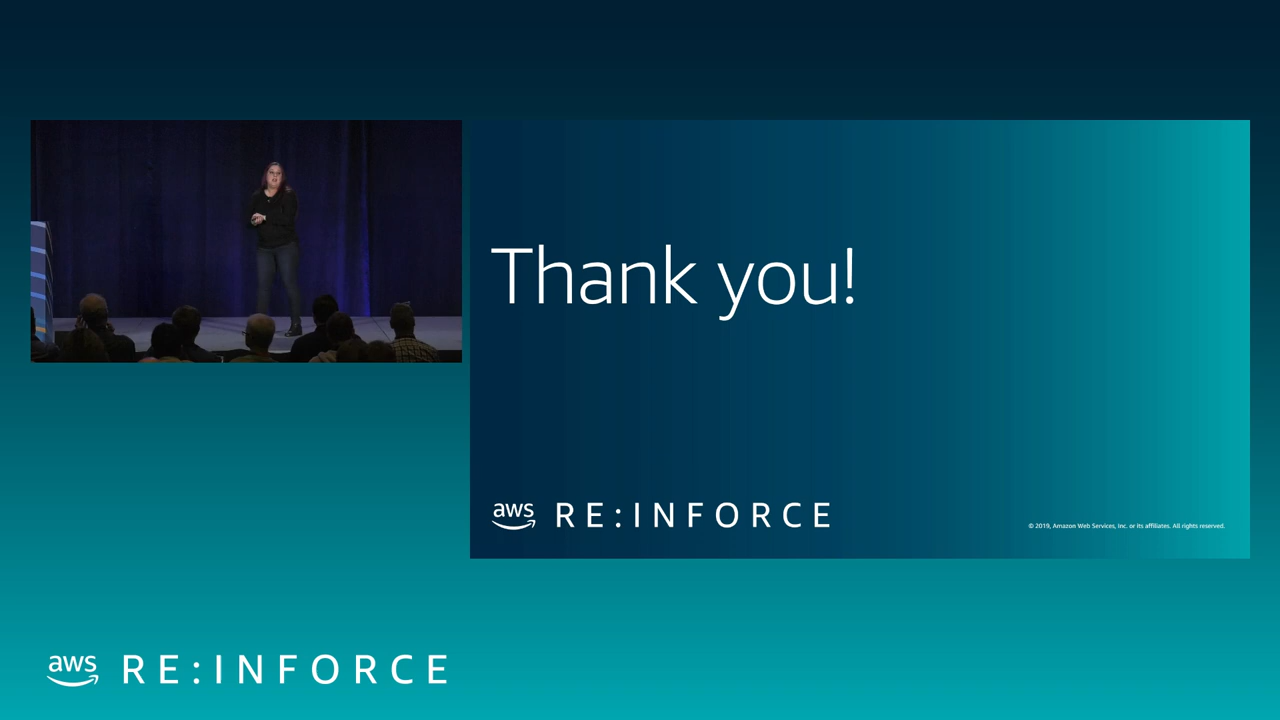 Thank you!
aws RE:INFORCE
© 2019, Amazon Web Services, Inc. or its affiliates. All rights reserved.
aws RE:INFORCE